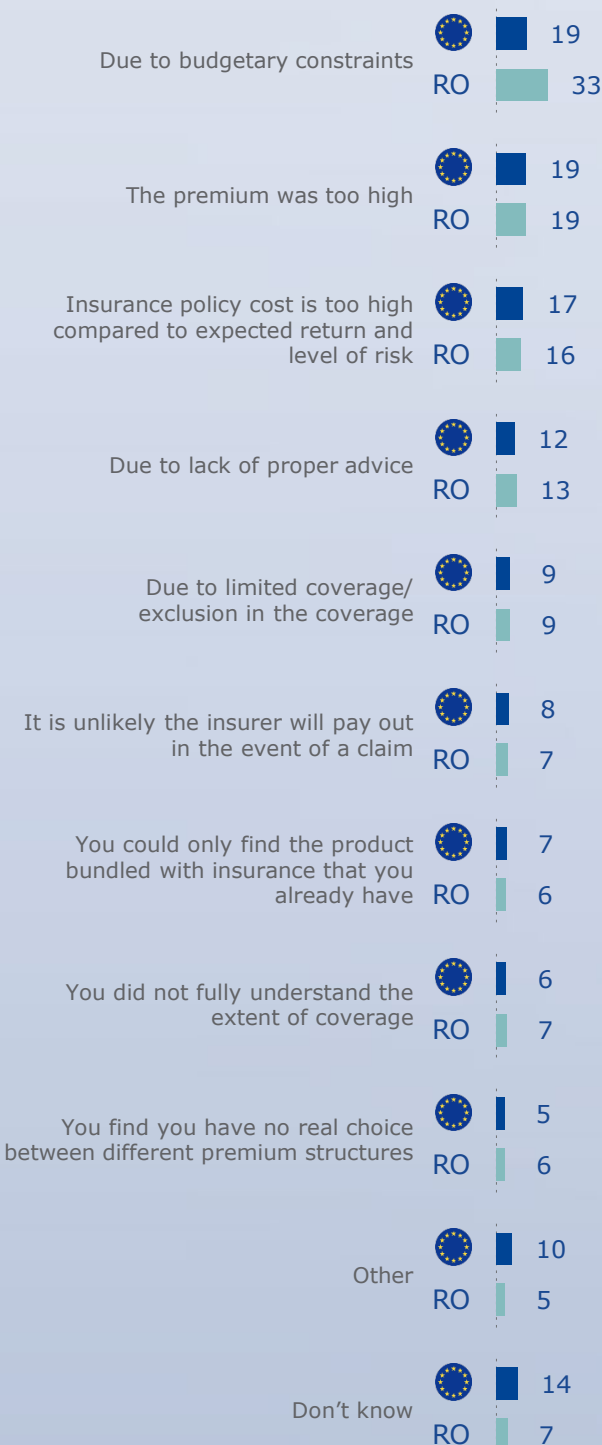 19
Due to budgetary constraints
RO 33
19
The premium was too high
RO 19
Insurance policy cost is too high 17
compared to expected return and
level of risk RO 16
12
Due to lack of proper advice
RO 13
Due to limited coverage/ 9
exclusion in the coverage
RO 9
It is unlikely the insurer will pay out 8
in the event of a claim
RO 7
You could only find the product 7
bundled with insurance that you
already have RO 6
You did not fully understand the 6
extent of coverage
RO 7
You find you have no real choice 5
between different premium structures
RO 6
10
Other
RO 5
14
Don’t know
RO 7